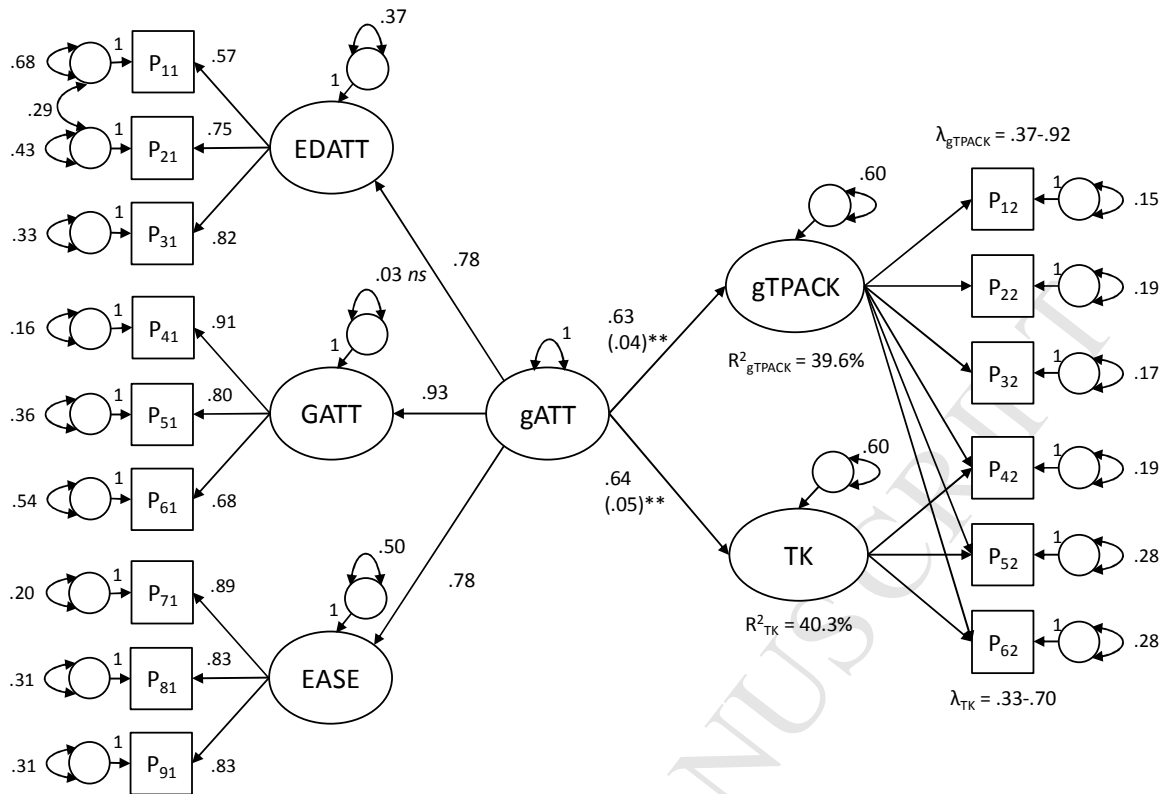 .37
.68
1
P11
.57
1
.29
EDATT
.43
1
P21
.75
.33
1
P31
.82
.78
.03 ns
.16
1
P41
.91
1
.36
1
P51
.80
GATT
.93
1
gATT
.54
1
P61
.68
.78
.50
.20
1
P71
.89
1
.31
1
P81
.83
EASE
.31
1
P91
.83
.63
(.04)**
.64
(.05)**
.60
gTPACK
R²gTPACK = 39.6%
.60
TK
R²TK = 40.3%
λgTPACK = .37-.92
P12
1
.15
P22
1
.19
P32
1
.17
P42
1
.19
P52
1
.28
P62
1
.28
λTK = .33-.70
NUSCRIPT